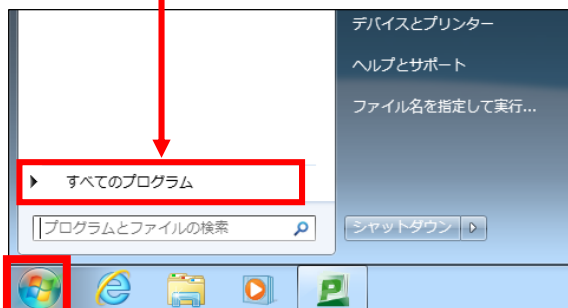 デバイスとプリンター
ヘルプとサポート
ファイル名を指定して実行...
すべてのプログラム
プログラムとファイルの検索
シャットダウン